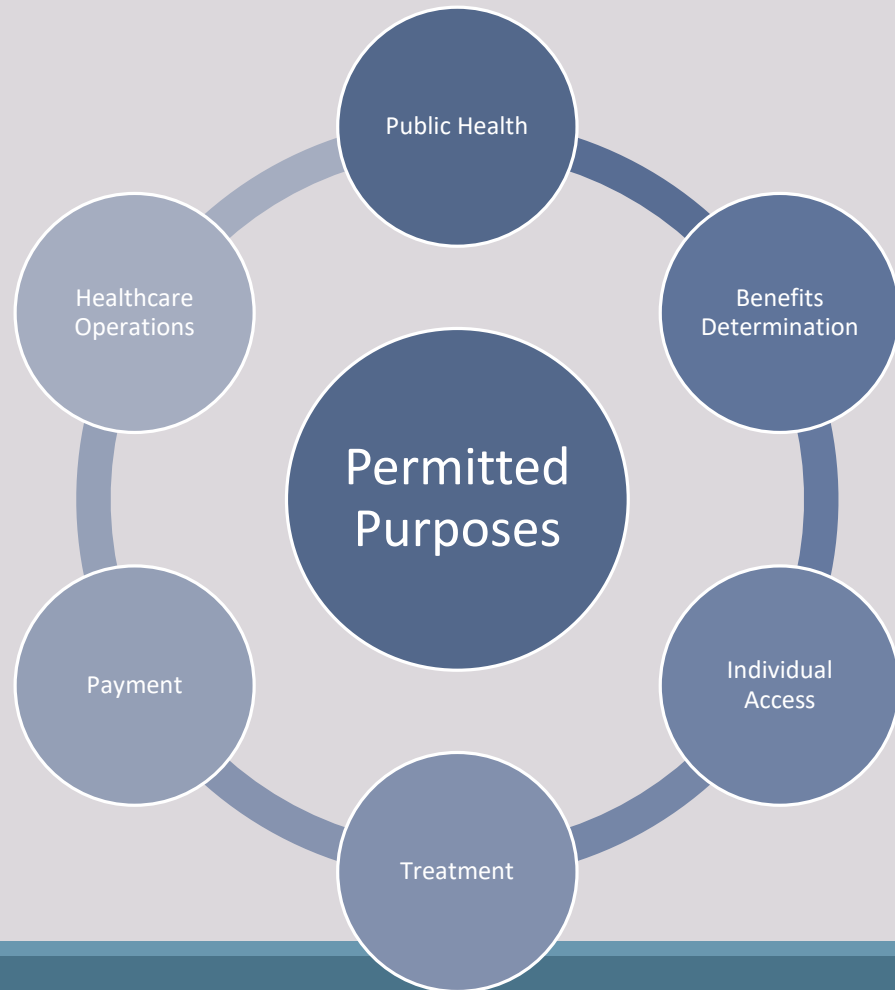 Public Health
Benefits
Determination
Individual
Access
Treatment
Payment
Healthcare
Operations
Permitted
Purposes